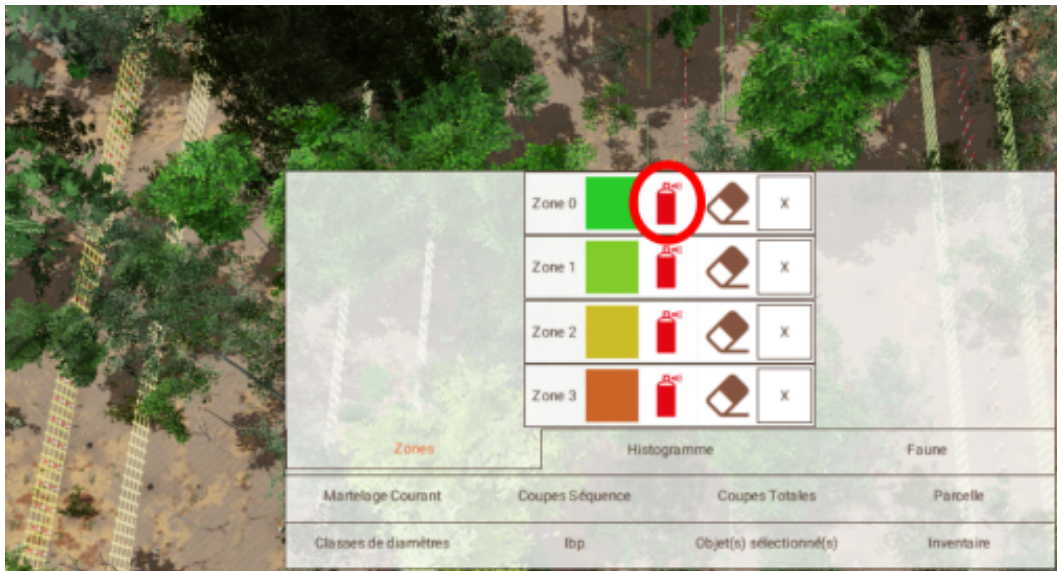 Zone 0 X
Zone 1 X
Zone 2 X
Zone 3 X
Zones Histogramme Faune
Martelage Courant Coupes Séquence Coupes Totales Parcelle
Classes de diamètres Ibp Objet(s) sélectionné(s) Inventaire